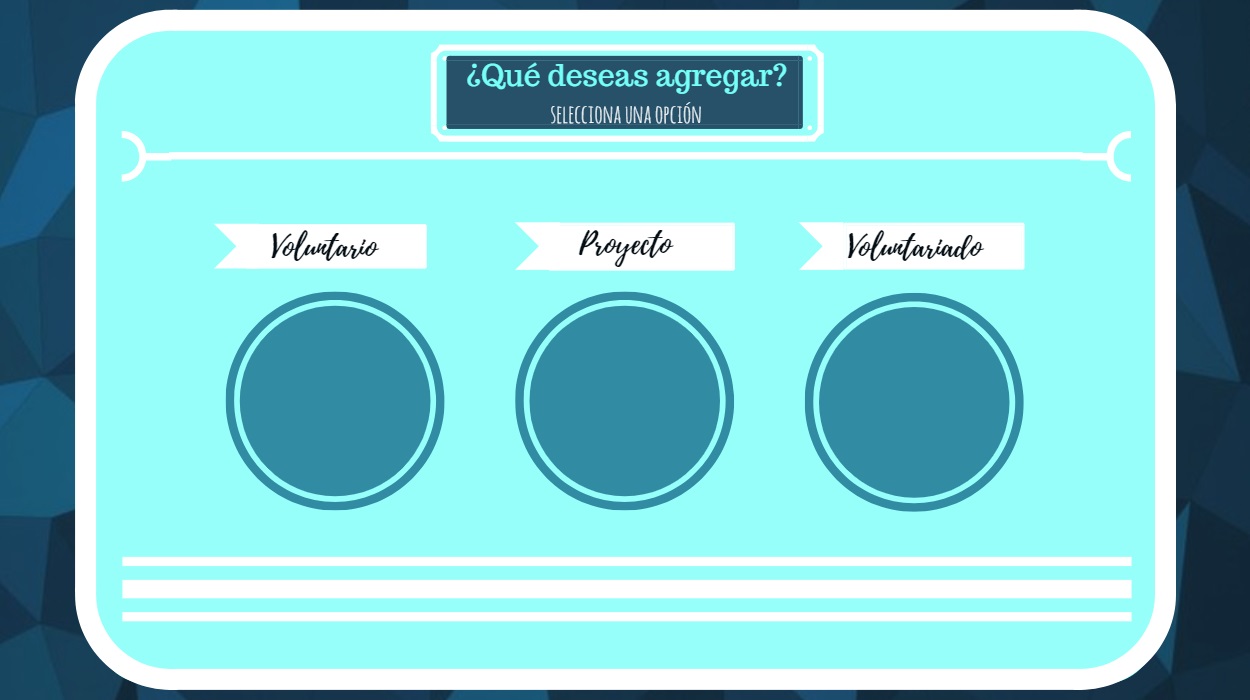 ¿Qué deseas agregar?
SELECCIONA UNA OPCIÓN
Voluntario
Proyecto
Voluntariado